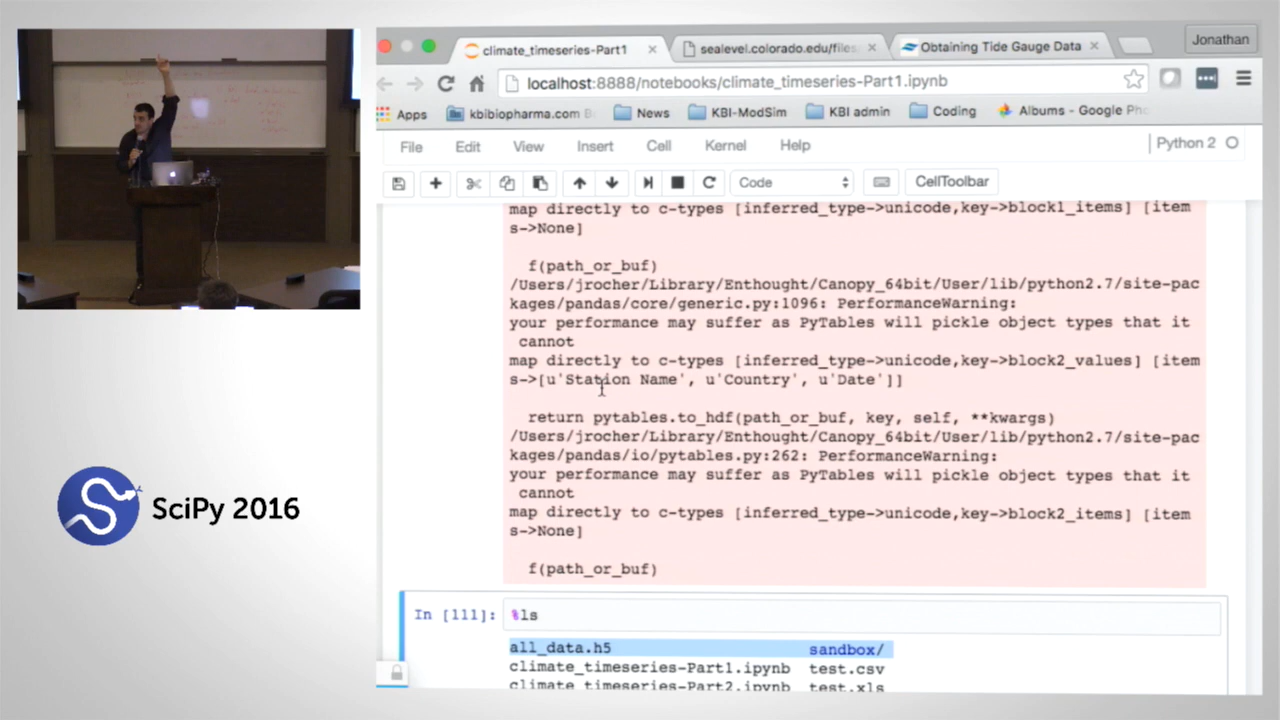 climate_timeseries-Part1
sealevel.colorado.edu/files
Obtaining Tide Gauge Data
Jonathan
localhost:8888/notebooks/climate_timeseries-Part1.ipynb
Apps
kbibiopharma.com
News
KBI-ModSim
KBI admin
Coding
Albums - Google Pho
File Edit View Insert Cell Kernel Help
Python 2
Code
CellToolbar
map directly to c-types [inferred_type->unicode,key->block1_items] [item
s->None]
f(path_or_buf)
/Users/jrocher/Library/Enthought/Canopy_64bit/User/lib/python2.7/site-pac
kages/pandas/core/generic.py:1096: PerformanceWarning:
your performance may suffer as PyTables will pickle object types that it
cannot
map directly to c-types [inferred_type->unicode,key->block2_values] [item
s->[u'Station Name', u'Country', u'Date']]
return pytables.to_hdf(path_or_buf, key, self, **kwargs)
/Users/jrocher/Library/Enthought/Canopy_64bit/User/lib/python2.7/site-pac
kages/pandas/io/pytables.py:262: PerformanceWarning:
your performance may suffer as PyTables will pickle object types that it
cannot
map directly to c-types [inferred_type->unicode,key->block2_items] [item
s->None]
f(path_or_buf)
In [111]: %ls
all_data.h5 sandbox/
climate_timeseries-Part1.ipynb test.csv
climate_timeseries-Part2.ipynb test.xls
SciPy 2016